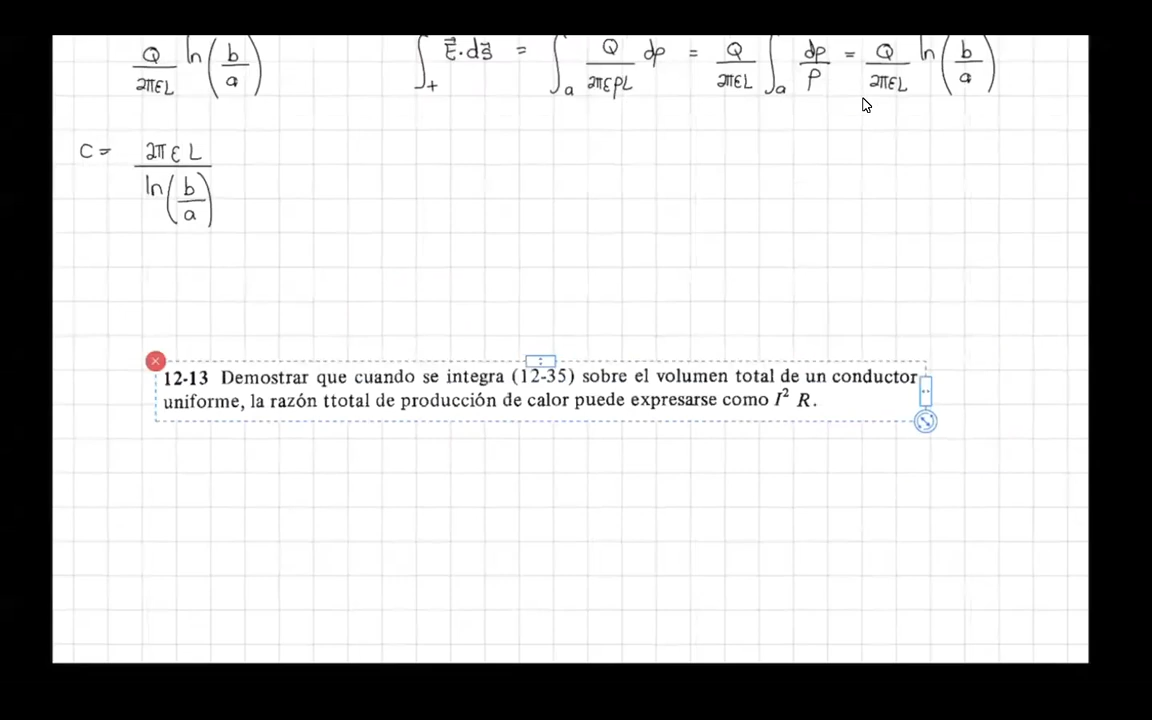 Q/2πεL ln(b/a)
∫₊ E⃗·ds⃗ = ∫ₐ Q/2περL dρ = Q/2πεL ∫ₐ dρ/ρ = Q/2πεL ln(b/a)
C = 2πεL / ln(b/a)
12-13 Demostrar que cuando se integra (12-35) sobre el volumen total de un conductor
uniforme, la razón ttotal de producción de calor puede expresarse como I² R.